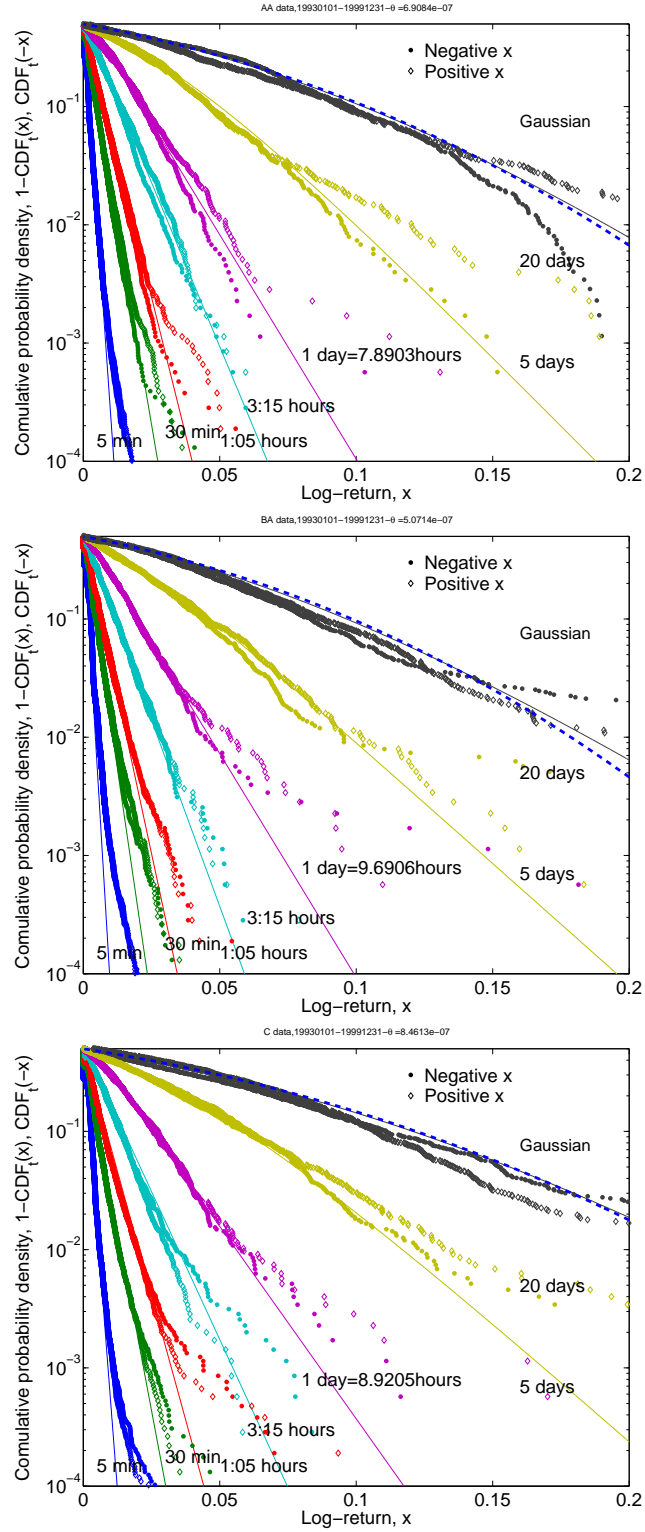 AA data,19930101−19991231−θ =6.9084e−07
Comulative probability density, 1−CDFt(x), CDFt(−x)
Negative x
Positive x
Gaussian
20 days
5 days
1 day=7.8903hours
3:15 hours
1:05 hours
30 min
5 min
10−1
10−2
10−3
10−4
0 0.05 0.1 0.15 0.2
Log−return, x
BA data,19930101−19991231−θ=5.0714e−07
Comulative probability density, 1−CDFt(x), CDFt(−x)
Negative x
Positive x
Gaussian
20 days
5 days
1 day=9.6906hours
3:15 hours
1:05 hours
30 min
5 min
10−1
10−2
10−3
10−4
0 0.05 0.1 0.15 0.2
Log−return, x
C data,19930101−19991231−θ =8.4613e−07
Comulative probability density, 1−CDFt(x), CDFt(−x)
Negative x
Positive x
Gaussian
20 days
5 days
1 day=8.9205hours
3:15 hours
1:05 hours
30 min
5 min
10−1
10−2
10−3
10−4
0 0.05 0.1 0.15 0.2
Log−return, x